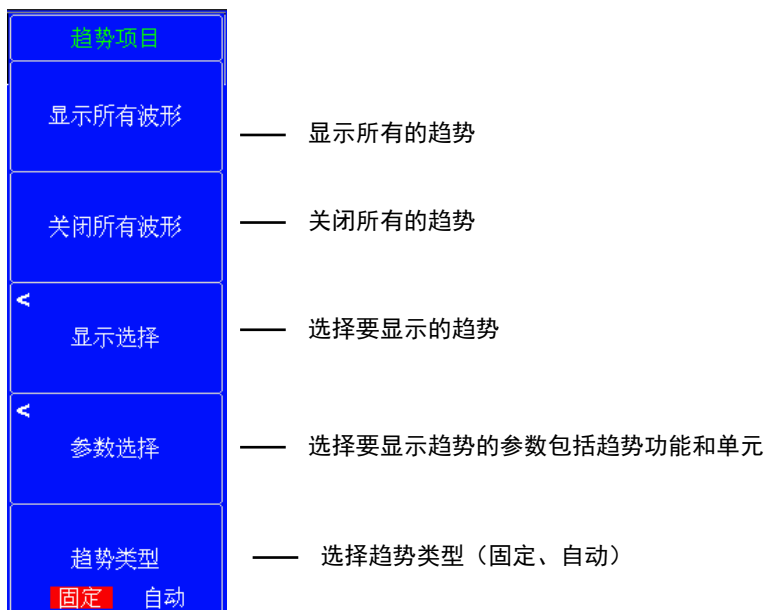 趋势项目
显示所有波形
—— 显示所有的趋势
关闭所有波形
—— 关闭所有的趋势
<
显示选择
—— 选择要显示的趋势
<
参数选择
—— 选择要显示趋势的参数包括趋势功能和单元
趋势类型
—— 选择趋势类型（固定、自动）
固定 自动